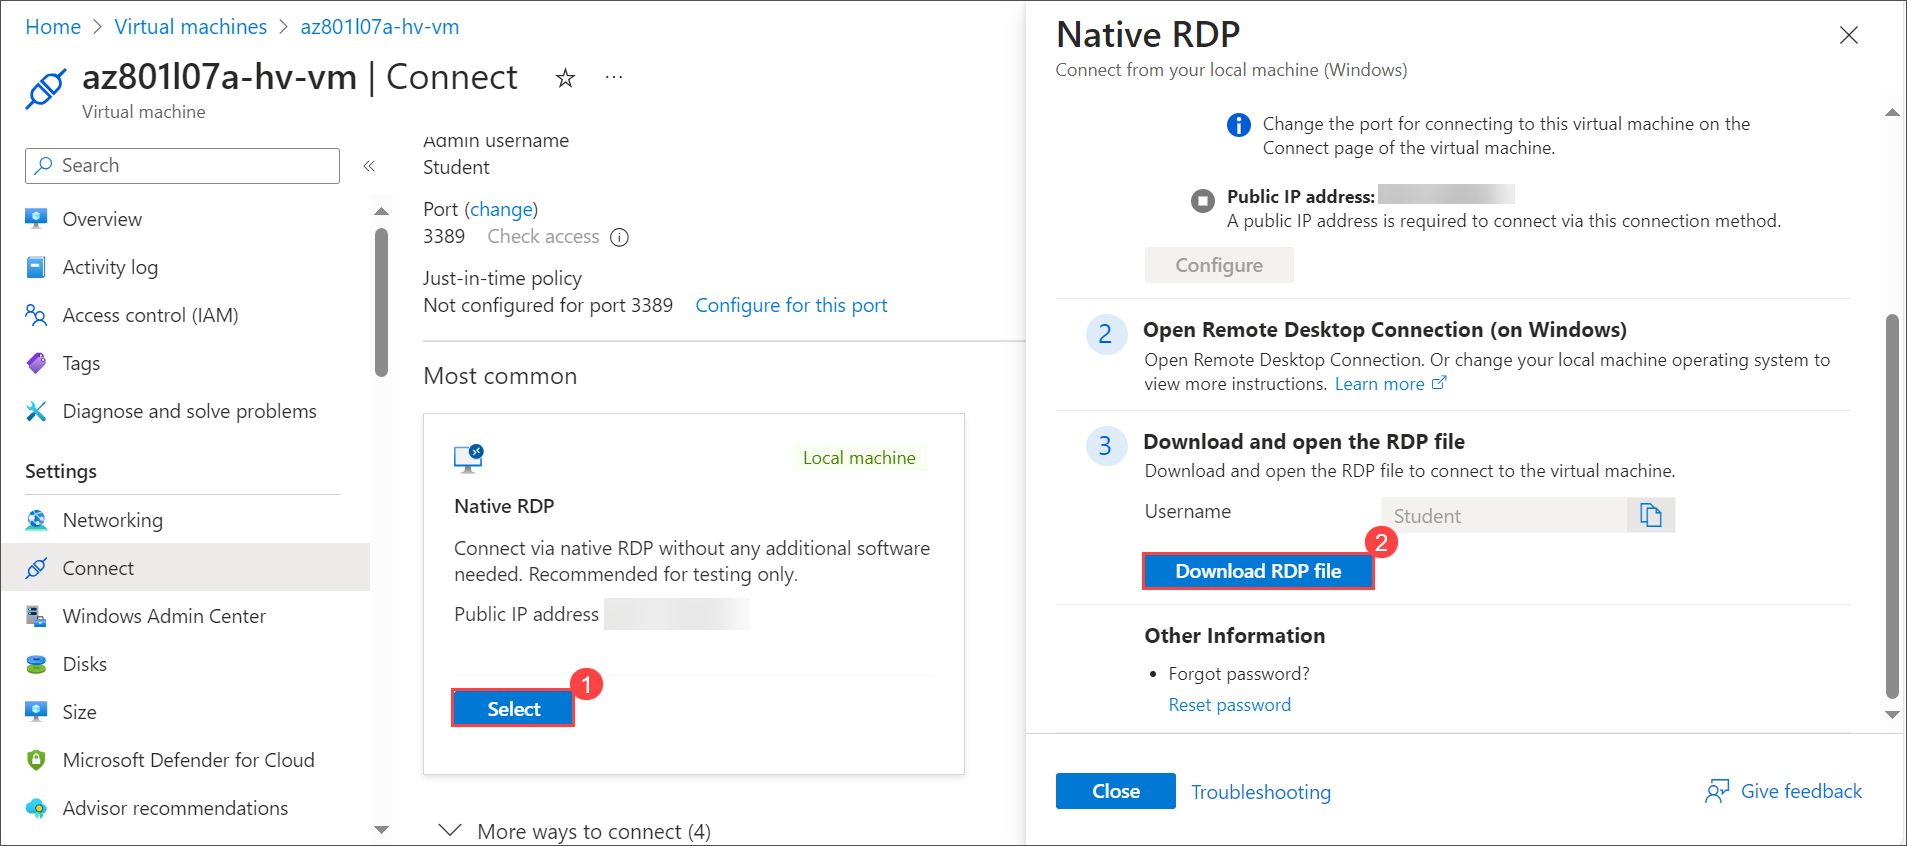 Home > Virtual machines > az801l07a-hv-vm
az801l07a-hv-vm | Connect
Virtual machine
Search
Overview
Activity log
Access control (IAM)
Tags
Diagnose and solve problems
Settings
Networking
Connect
Windows Admin Center
Disks
Size
Microsoft Defender for Cloud
Advisor recommendations
Admin username
Student
Port (change)
3389 Check access
Just-in-time policy
Not configured for port 3389 Configure for this port
Most common
Local machine
Native RDP
Connect via native RDP without any additional software
needed. Recommended for testing only.
Public IP address
1
Select
More ways to connect (4)
Native RDP
Connect from your local machine (Windows)
Change the port for connecting to this virtual machine on the
Connect page of the virtual machine.
Public IP address:
A public IP address is required to connect via this connection method.
Configure
2 Open Remote Desktop Connection (on Windows)
Open Remote Desktop Connection. Or change your local machine operating system to
view more instructions. Learn more
3 Download and open the RDP file
Download and open the RDP file to connect to the virtual machine.
Username Student
2
Download RDP file
Other Information
• Forgot password?
Reset password
Close Troubleshooting Give feedback